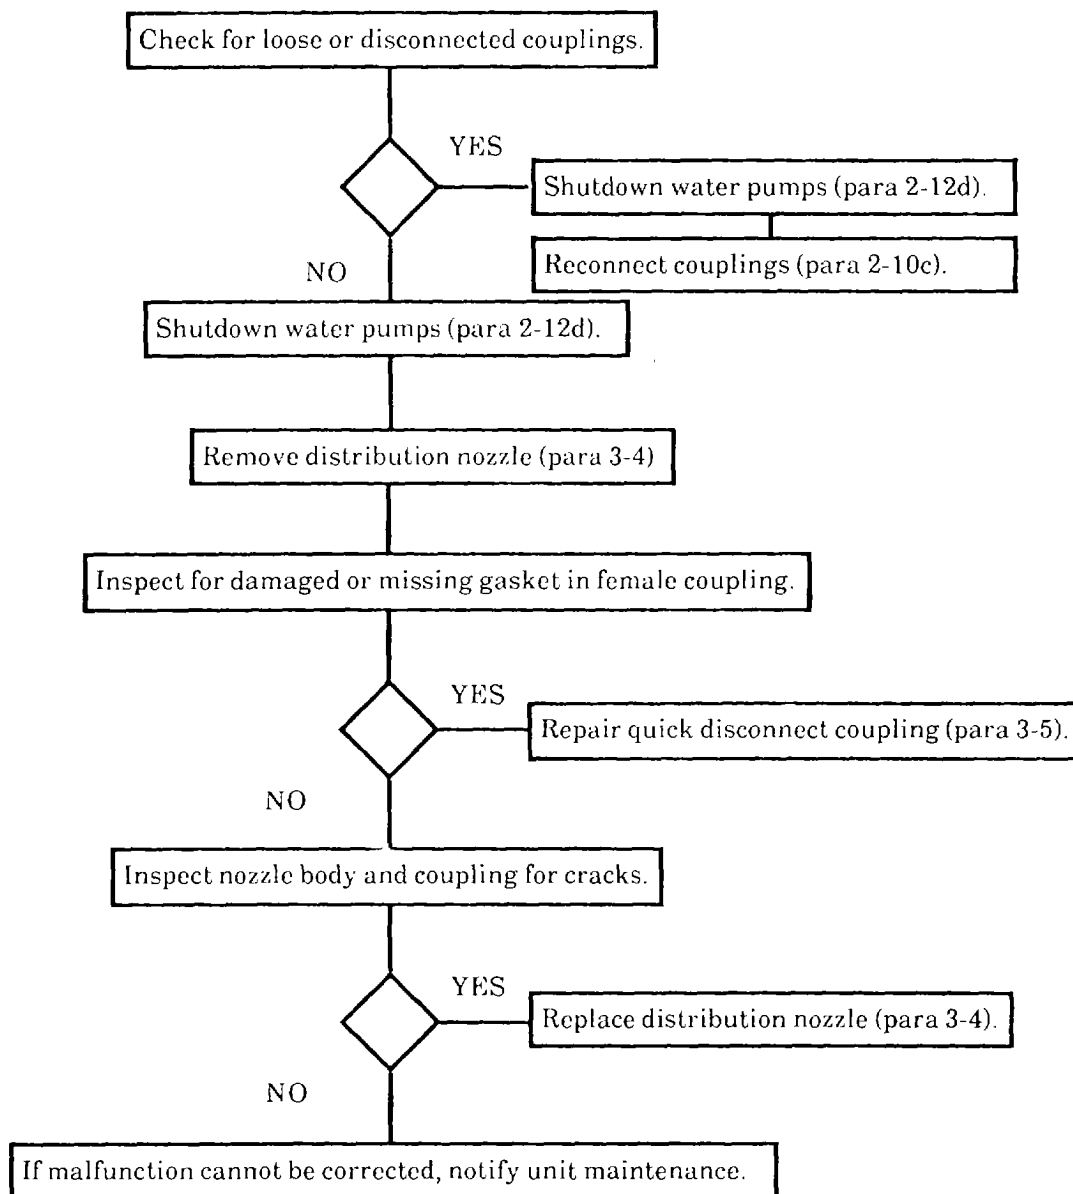 Check for loose or disconnected couplings.
YES
Shutdown water pumps (para 2-12d).
Reconnect couplings (para 2-10c).
NO
Shutdown water pumps (para 2-12d).
Remove distribution nozzle (para 3-4)
Inspect for damaged or missing gasket in female coupling.
YES
Repair quick disconnect coupling (para 3-5).
NO
Inspect nozzle body and coupling for cracks.
YES
Replace distribution nozzle (para 3-4).
NO
If malfunction cannot be corrected, notify unit maintenance.